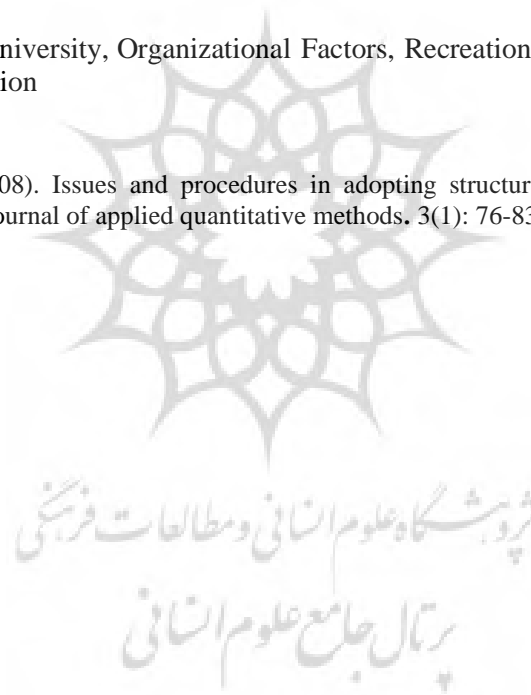 niversity, Organizational Factors, Recreation
ion
08). Issues and procedures in adopting structur
urnal of applied quantitative methods. 3(1): 76-83
پژوهشگاه علوم انسانی و مطالعات فرهنگی
پرتال جامع علوم انسانی